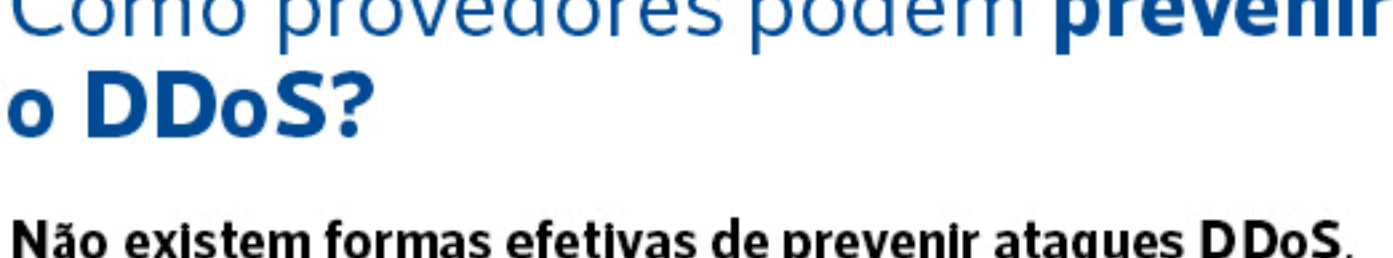 Como provedores podem prevenir
o DDoS?
Não existem formas efetivas de prevenir ataques DDoS.